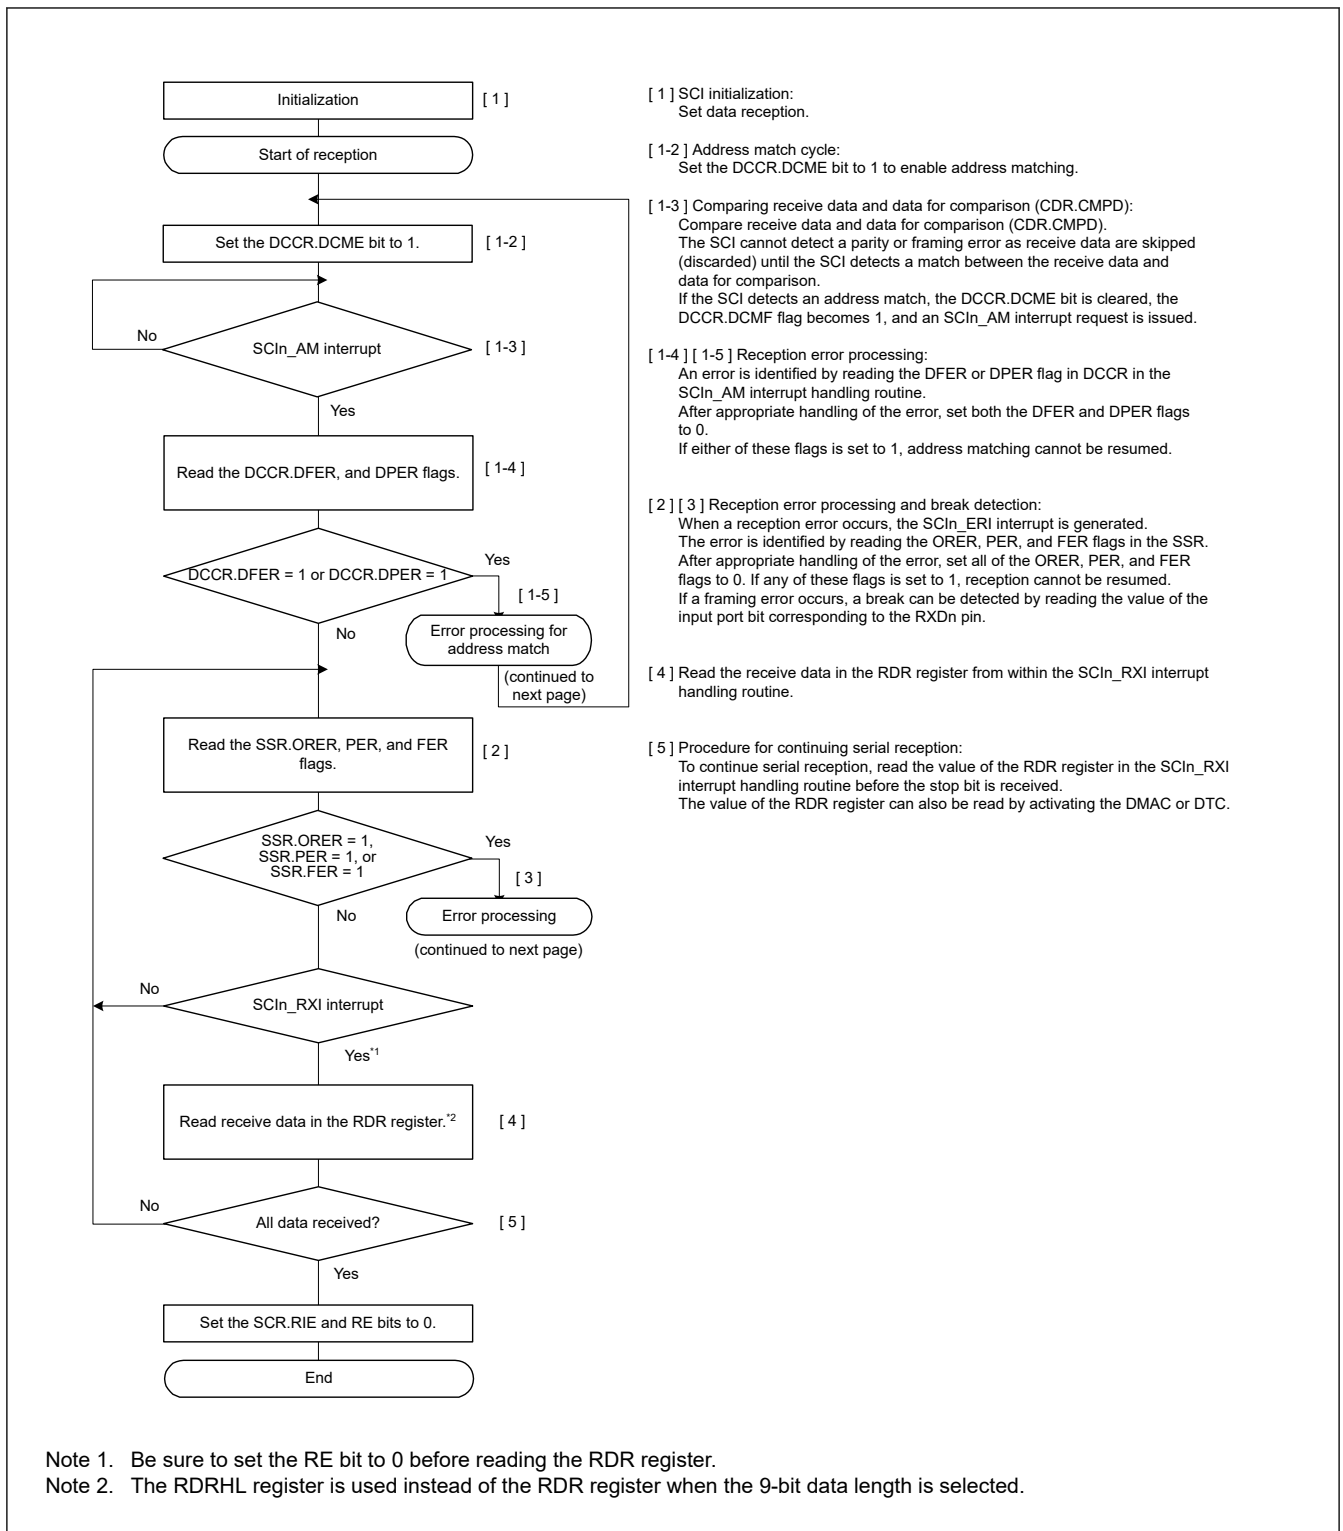 Initialization
[ 1 ]
Start of reception
Set the DCCR.DCME bit to 1.
[ 1-2 ]
No
SCIn_AM interrupt
[ 1-3 ]
Yes
Read the DCCR.DFER, and DPER flags.
[ 1-4 ]
DCCR.DFER = 1 or DCCR.DPER = 1
Yes
[ 1-5 ]
No
Error processing for
address match
(continued to
next page)
Read the SSR.ORER, PER, and FER
flags.
[ 2 ]
SSR.ORER = 1,
SSR.PER = 1, or
SSR.FER = 1
Yes
[ 3 ]
No
Error processing
(continued to next page)
No
SCIn_RXI interrupt
Yes*1
Read receive data in the RDR register.*2
[ 4 ]
No
All data received?
[ 5 ]
Yes
Set the SCR.RIE and RE bits to 0.
End
[ 1 ] SCI initialization:
Set data reception.
[ 1-2 ] Address match cycle:
Set the DCCR.DCME bit to 1 to enable address matching.
[ 1-3 ] Comparing receive data and data for comparison (CDR.CMPD):
Compare receive data and data for comparison (CDR.CMPD).
The SCI cannot detect a parity or framing error as receive data are skipped
(discarded) until the SCI detects a match between the receive data and
data for comparison.
If the SCI detects an address match, the DCCR.DCME bit is cleared, the
DCCR.DCMF flag becomes 1, and an SCIn_AM interrupt request is issued.
[ 1-4 ] [ 1-5 ] Reception error processing:
An error is identified by reading the DFER or DPER flag in DCCR in the
SCIn_AM interrupt handling routine.
After appropriate handling of the error, set both the DFER and DPER flags
to 0.
If either of these flags is set to 1, address matching cannot be resumed.
[ 2 ] [ 3 ] Reception error processing and break detection:
When a reception error occurs, the SCIn_ERI interrupt is generated.
The error is identified by reading the ORER, PER, and FER flags in the SSR.
After appropriate handling of the error, set all of the ORER, PER, and FER
flags to 0. If any of these flags is set to 1, reception cannot be resumed.
If a framing error occurs, a break can be detected by reading the value of the
input port bit corresponding to the RXDn pin.
[ 4 ] Read the receive data in the RDR register from within the SCIn_RXI interrupt
handling routine.
[ 5 ] Procedure for continuing serial reception:
To continue serial reception, read the value of the RDR register in the SCIn_RXI
interrupt handling routine before the stop bit is received.
The value of the RDR register can also be read by activating the DMAC or DTC.
Note 1. Be sure to set the RE bit to 0 before reading the RDR register.
Note 2. The RDRHL register is used instead of the RDR register when the 9-bit data length is selected.